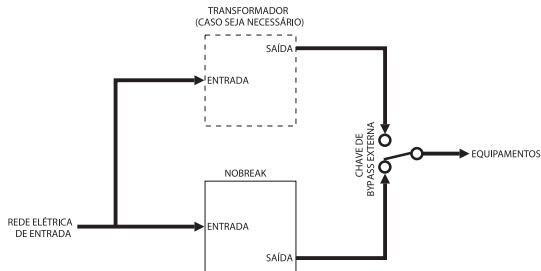 TRANSFORMADOR
(CASO SEJA NECESSÁRIO)
SAÍDA
ENTRADA
CHAVE DE
BYPASS EXTERNA
EQUIPAMENTOS
NOBREAK
REDE ELÉTRICA
DE ENTRADA
ENTRADA
SAÍDA